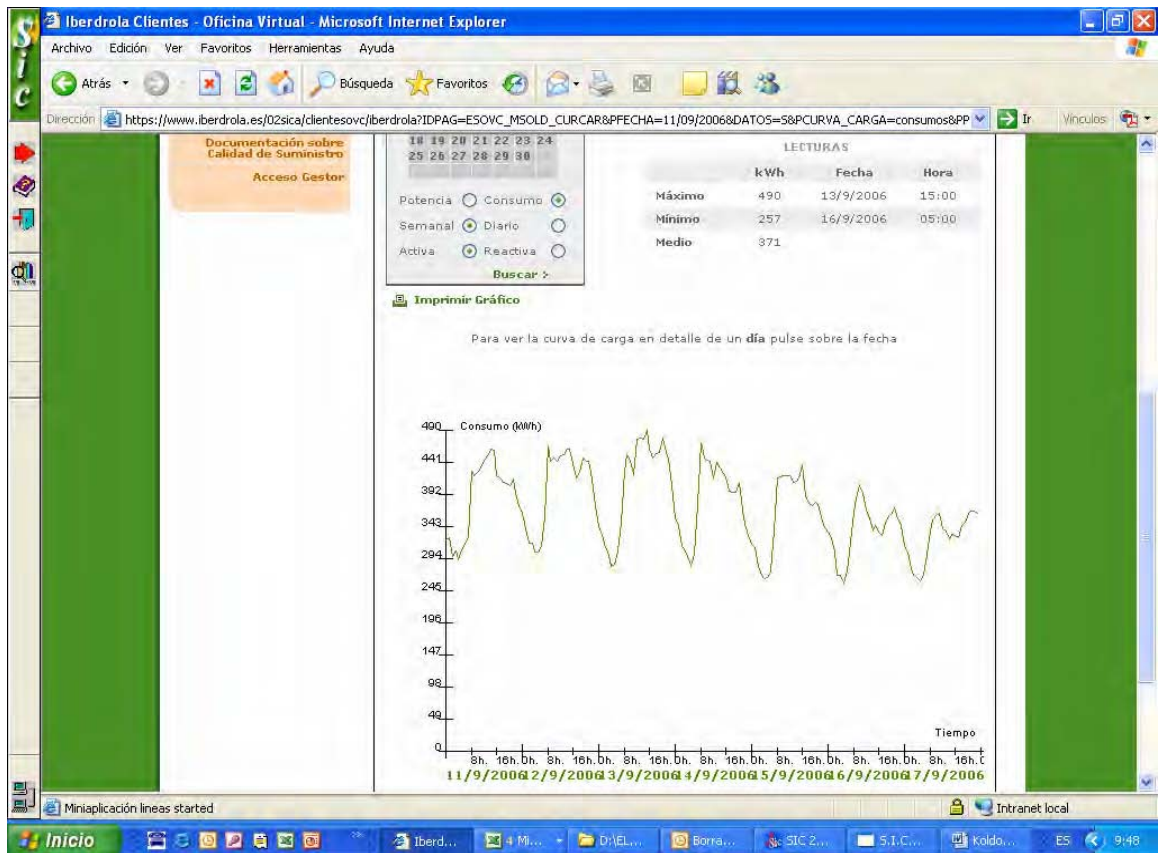 Sic
Iberdrola Clientes - Oficina Virtual - Microsoft Internet Explorer
Archivo Edición Ver Favoritos Herramientas Ayuda
Atrás Búsqueda Favoritos
Dirección https://www.iberdrola.es/02sica/clientesovc/iberdrola?IDPAG=ESOVC_MSOLD_CURCAR&PFECHA=11/09/2006&DATOS=S&PCURVA_CARGA=consumos&PP Ir Vínculos
Documentación sobre
Calidad de Suministro
Acceso Gestor
18 19 20 21 22 23 24
25 26 27 28 29 30
Potencia Consumo
Semanal Diario
Activa Reactiva
Buscar >
LECTURAS
kWh Fecha Hora
Máximo 490 13/9/2006 15:00
Mínimo 257 16/9/2006 05:00
Medio 371
Imprimir Gráfico
Para ver la curva de carga en detalle de un día pulse sobre la fecha
Consumo (kWh)
490
441
392
343
294
245
196
147
98
49
0
Tiempo
8h. 16h. 0h. 8h. 16h. 0h. 8h. 16h. 0h. 8h. 16h. 0h. 8h. 16h. 0h. 8h. 16h. 0h. 8h. 16h. 0
11/9/2006 12/9/2006 13/9/2006 14/9/2006 15/9/2006 16/9/2006 17/9/2006
Miniaplicación lineas started Intranet local
Inicio Iberd... 4 Mi... D:\EL... Borra... SIC 2... S.I.C... Koldo... ES 9:48